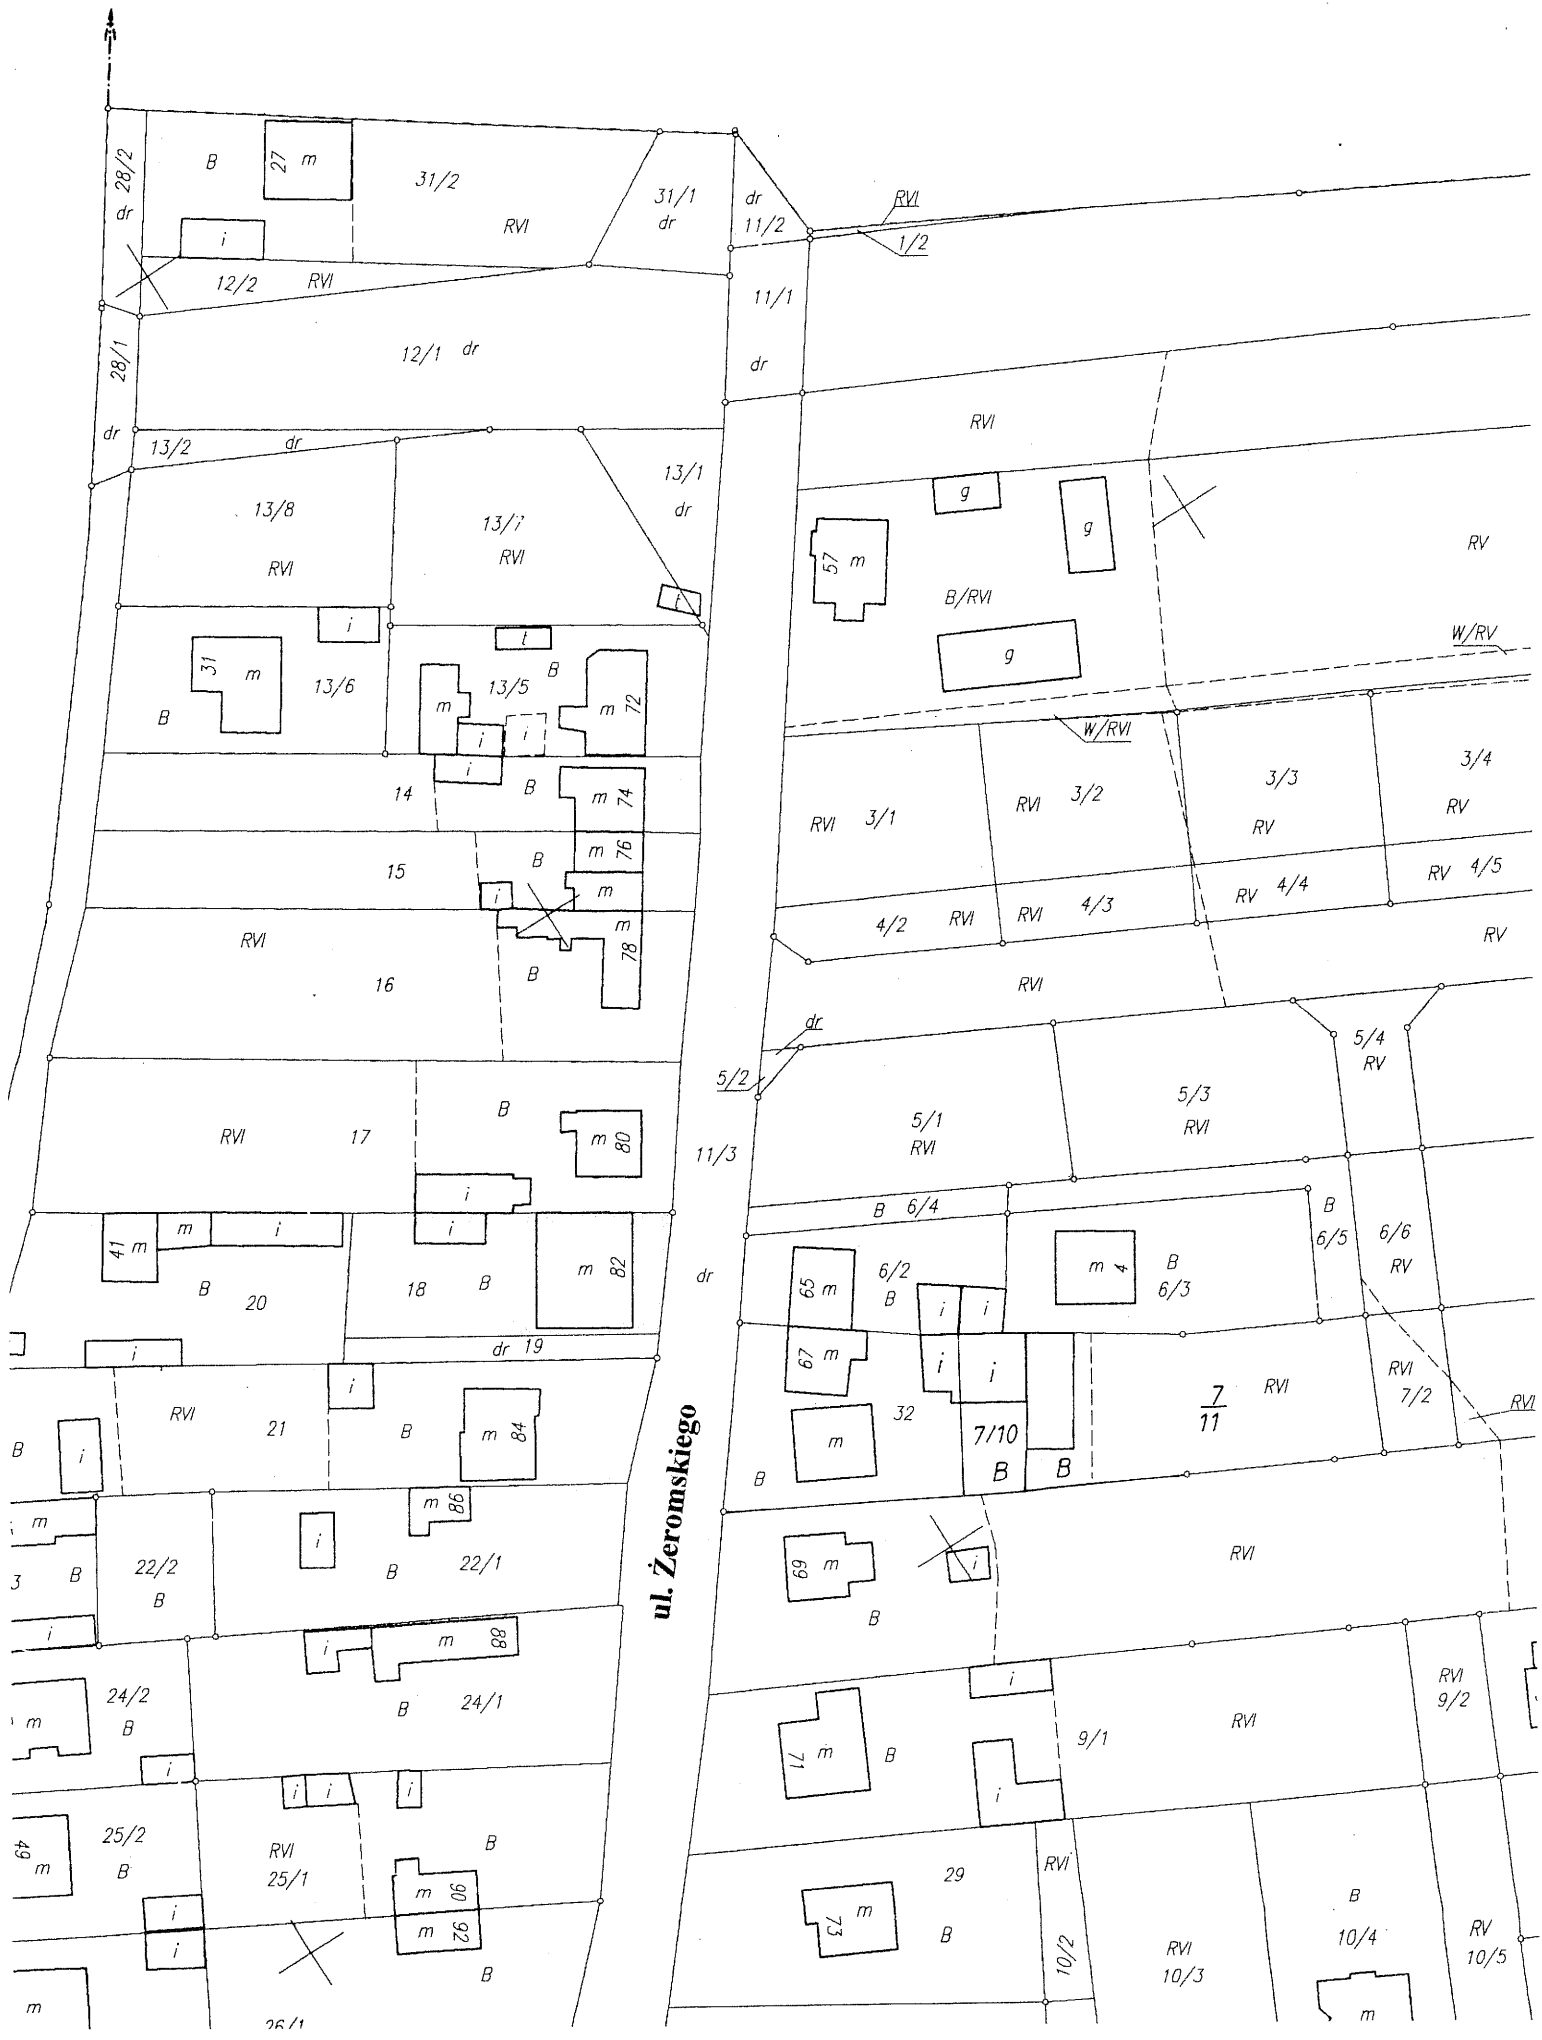 28/2
dr
B
27
m
31/2
RVI
i
31/1
dr
dr
11/2
RVI
1/2
12/2
RVI
11/1
dr
28/1
dr
12/1 dr
13/2
dr
13/1
dr
RVI
13/8
RVI
13/7
RVI
g
g
57
m
B/RVI
g
RV
W/RV
W/RVI
i
31
m
13/6
B
i
B
13/5
m
i
i
m
72
i
14
B
m
74
3/1
RVI
RVI
3/2
3/3
RV
3/4
RV
15
B
m
76
m
i
m
78
4/2
RVI
RVI
4/3
RV
4/4
RV
4/5
RVI
16
B
RVI
RV
dr
5/2
5/1
RVI
5/3
RVI
5/4
RV
RVI
17
B
m
80
i
11/3
B 6/4
B
6/5
6/6
RV
41
m
m
i
B
20
i
18
B
m
82
dr
65
m
6/2
B
i
i
m
4
B
6/3
dr 19
i
67
m
i
i
32
7/10
B
B
7
11
RVI
RVI
7/2
RVI
i
RVI
21
B
m
84
B
i
m
B
ul. Żeromskiego
m
3
B
22/2
B
i
m
86
B
22/1
69
m
i
B
RVI
i
i
m
88
24/2
B
B
24/1
m
i
71
m
B
i
i
9/1
RVI
RVI
9/2
i
i
i
B
49
m
25/2
B
RVI
25/1
m
90
m
92
i
i
B
29
B
73
m
RVI
10/2
RVI
10/3
B
10/4
RV
10/5
m
m
26/1